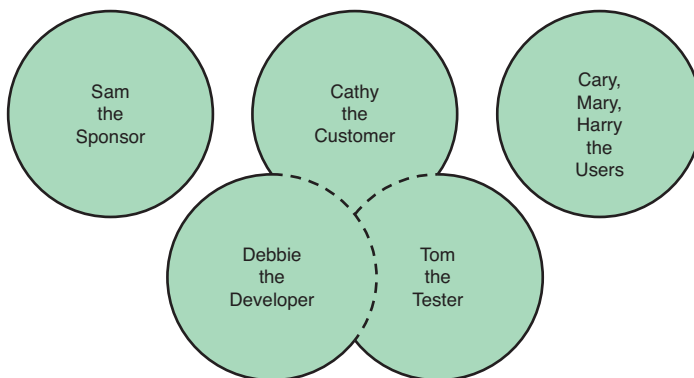 Sam
the
Sponsor
Cathy
the
Customer
Cary,
Mary,
Harry
the
Users
Debbie
the
Developer
Tom
the
Tester